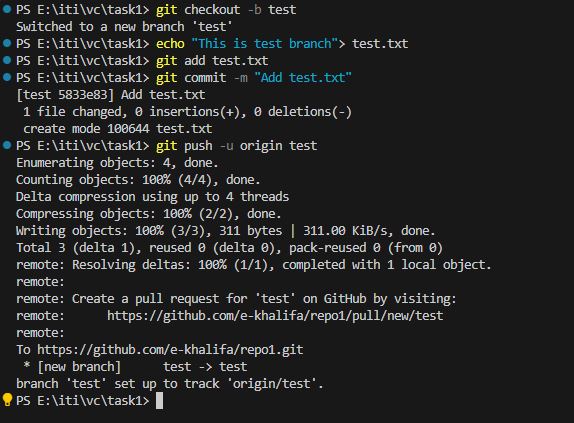 PS E:\iti\vc\task1> git checkout -b test
Switched to a new branch 'test'
PS E:\iti\vc\task1> echo "This is test branch"> test.txt
PS E:\iti\vc\task1> git add test.txt
PS E:\iti\vc\task1> git commit -m "Add test.txt"
[test 5833e83] Add test.txt
 1 file changed, 0 insertions(+), 0 deletions(-)
 create mode 100644 test.txt
PS E:\iti\vc\task1> git push -u origin test
Enumerating objects: 4, done.
Counting objects: 100% (4/4), done.
Delta compression using up to 4 threads
Compressing objects: 100% (2/2), done.
Writing objects: 100% (3/3), 311 bytes | 311.00 KiB/s, done.
Total 3 (delta 1), reused 0 (delta 0), pack-reused 0 (from 0)
remote: Resolving deltas: 100% (1/1), completed with 1 local object.
remote:
remote: Create a pull request for 'test' on GitHub by visiting:
remote:      https://github.com/e-khalifa/repo1/pull/new/test
remote:
To https://github.com/e-khalifa/repo1.git
 * [new branch]      test -> test
branch 'test' set up to track 'origin/test'.
PS E:\iti\vc\task1>